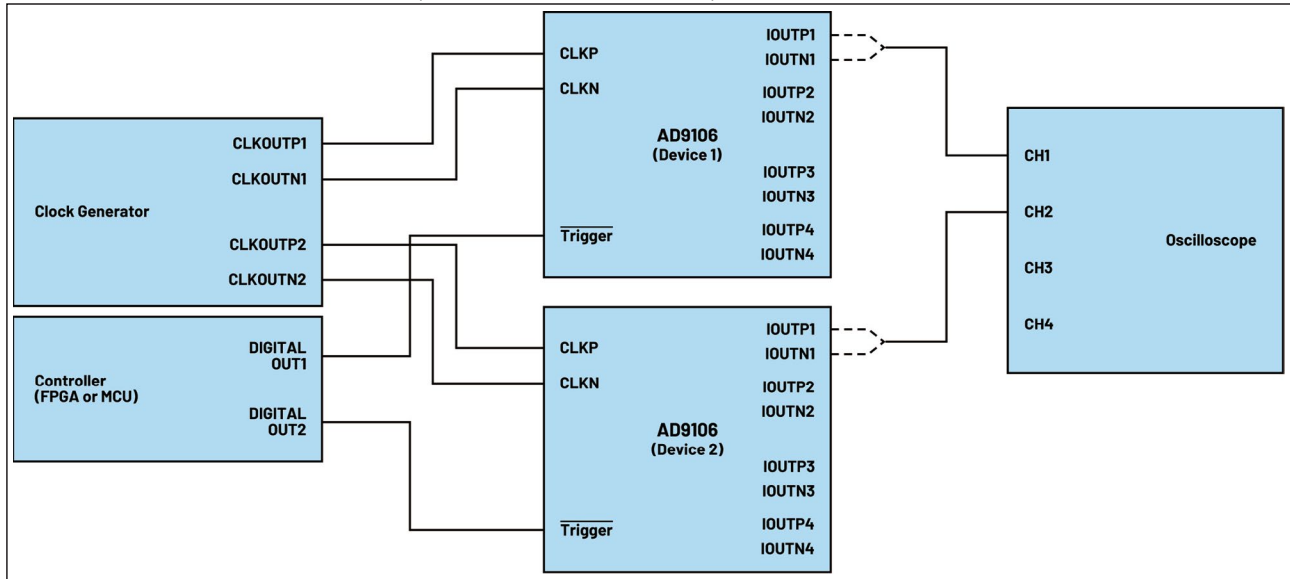 Clock Generator
CLKOUTP1
CLKOUTN1
CLKOUTP2
CLKOUTN2
Controller
(FPGA or MCU)
DIGITAL
OUT1
DIGITAL
OUT2
CLKP
CLKN
Trigger
AD9106
(Device 1)
IOUTP1
IOUTN1
IOUTP2
IOUTN2
IOUTP3
IOUTN3
IOUTP4
IOUTN4
CLKP
CLKN
Trigger
AD9106
(Device 2)
IOUTP1
IOUTN1
IOUTP2
IOUTN2
IOUTP3
IOUTN3
IOUTP4
IOUTN4
CH1
CH2
CH3
CH4
Oscilloscope